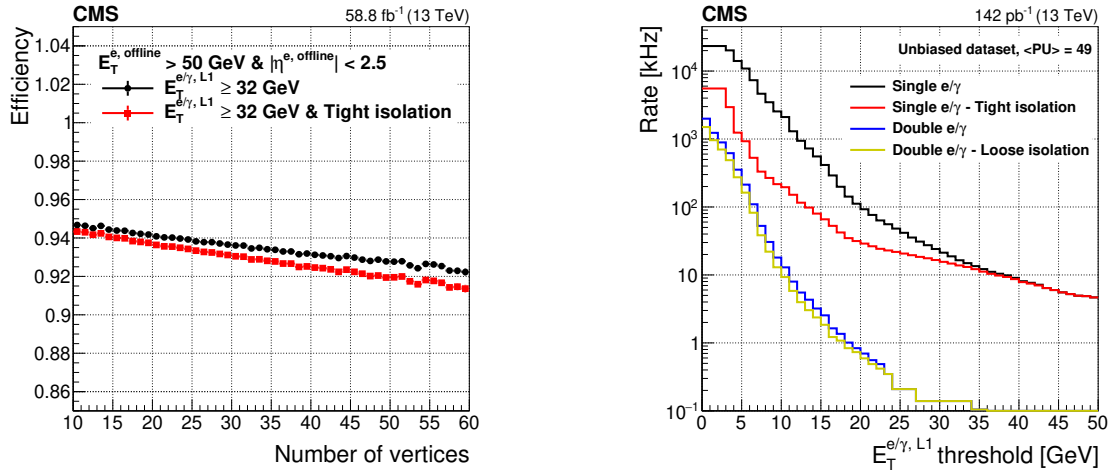 CMS
58.8 fb⁻¹ (13 TeV)
Efficiency
E_T^{e, offline} > 50 GeV & |η^{e, offline}| < 2.5
E_T^{e/γ, L1} ≥ 32 GeV
E_T^{e/γ, L1} ≥ 32 GeV & Tight isolation
1.04
1.02
1
0.98
0.96
0.94
0.92
0.9
0.88
0.86
10 15 20 25 30 35 40 45 50 55 60
Number of vertices
CMS
142 pb⁻¹ (13 TeV)
Rate [kHz]
Unbiased dataset, <PU> = 49
Single e/γ
Single e/γ - Tight isolation
Double e/γ
Double e/γ - Loose isolation
10⁴
10³
10²
10
1
10⁻¹
0 5 10 15 20 25 30 35 40 45 50
E_T^{e/γ, L1} threshold [GeV]